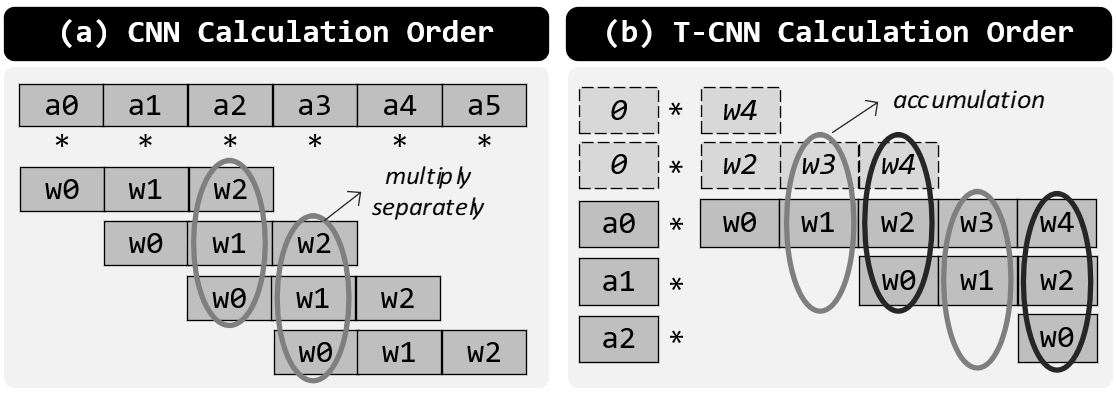 (a) CNN Calculation Order
a0 a1 a2 a3 a4 a5
* * * * * *
w0 w1 w2
multiply
separately
w0 w1 w2
w0 w1 w2
w0 w1 w2
(b) T-CNN Calculation Order
accumulation
0 * w4
0 * w2 w3 w4
a0 * w0 w1 w2 w3 w4
a1 * w0 w1 w2
a2 * w0